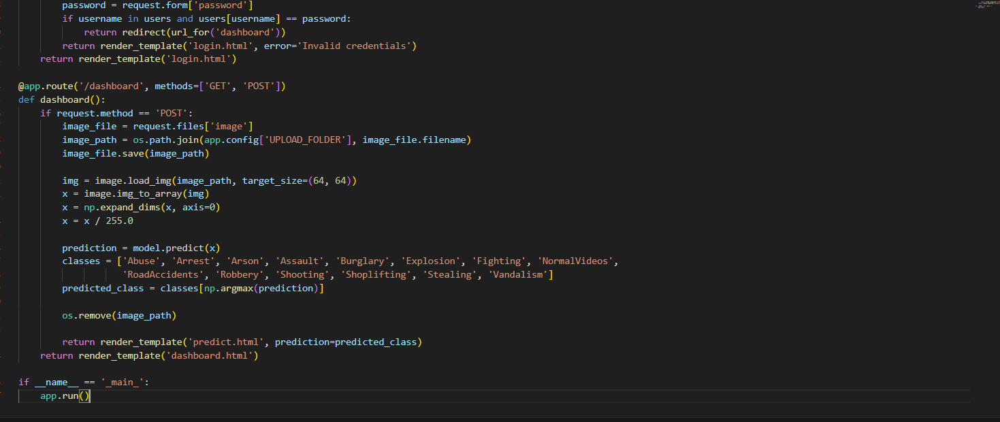 password = request.form['password']
if username in users and users[username] == password:
return redirect(url_for('dashboard'))
return render_template('login.html', error='Invalid credentials')
return render_template('login.html')
@app.route('/dashboard', methods=['GET', 'POST'])
def dashboard():
if request.method == 'POST':
image_file = request.files['image']
image_path = os.path.join(app.config['UPLOAD_FOLDER'], image_file.filename)
image_file.save(image_path)
img = image.load_img(image_path, target_size=(64, 64))
x = image.img_to_array(img)
x = np.expand_dims(x, axis=0)
x = x / 255.0
prediction = model.predict(x)
classes = ['Abuse', 'Arrest', 'Arson', 'Assault', 'Burglary', 'Explosion', 'Fighting', 'NormalVideos',
'RoadAccidents', 'Robbery', 'Shooting', 'Shoplifting', 'Stealing', 'Vandalism']
predicted_class = classes[np.argmax(prediction)]
os.remove(image_path)
return render_template('predict.html', prediction=predicted_class)
return render_template('dashboard.html')
if __name__ == '_main_':
app.run()